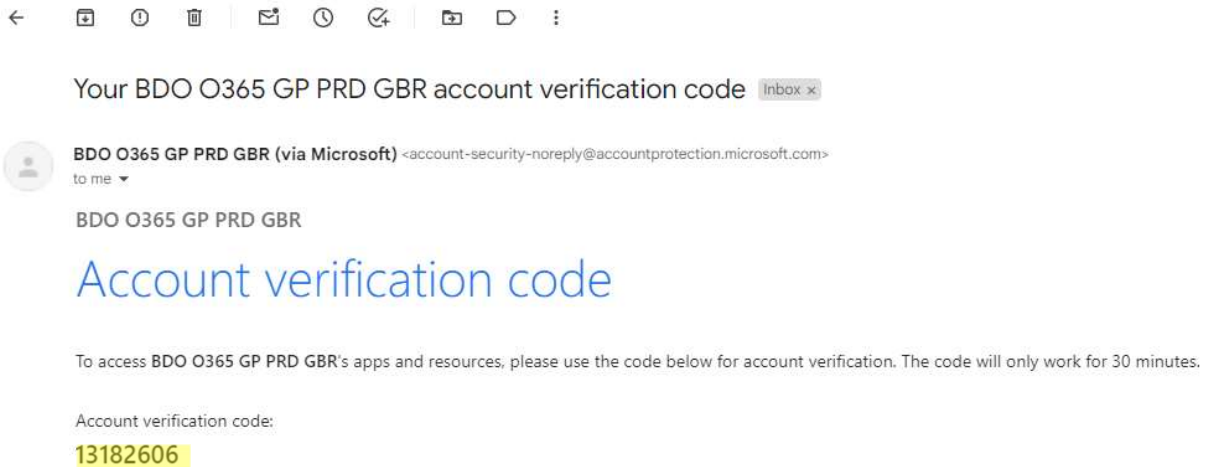 Your BDO O365 GP PRD GBR account verification code Inbox x
BDO O365 GP PRD GBR (via Microsoft) <account-security-noreply@accountprotection.microsoft.com>
to me
BDO O365 GP PRD GBR
Account verification code
To access BDO O365 GP PRD GBR's apps and resources, please use the code below for account verification. The code will only work for 30 minutes.
Account verification code:
13182606